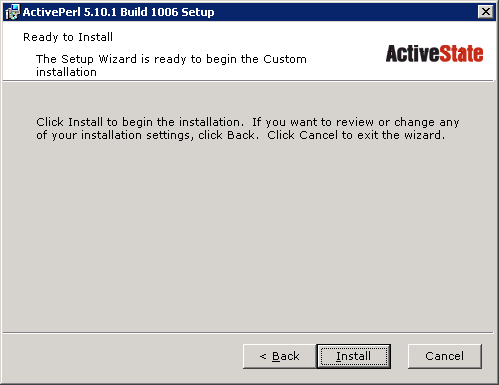 ActivePerl 5.10.1 Build 1006 Setup
Ready to Install
The Setup Wizard is ready to begin the Custom
installation
ActiveState
Click Install to begin the installation.  If you want to review or change any
of your installation settings, click Back.  Click Cancel to exit the wizard.
< Back
Install
Cancel